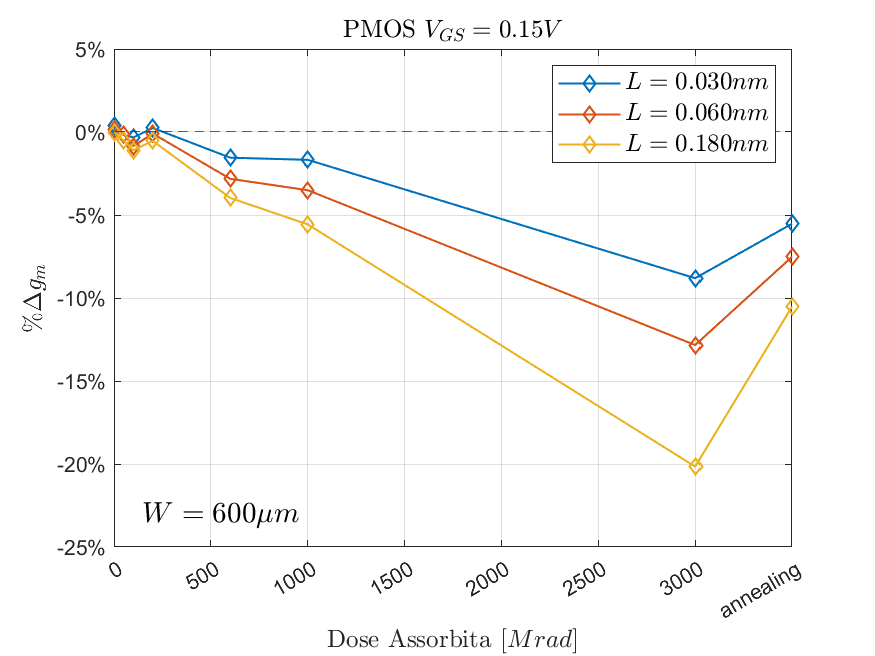 PMOS V_GS = 0.15V
5%
0%
-5%
-10%
-15%
-20%
-25%
%Δg_m
L = 0.030nm
L = 0.060nm
L = 0.180nm
W = 600μm
0 500 1000 1500 2000 2500 3000 annealing
Dose Assorbita [Mrad]